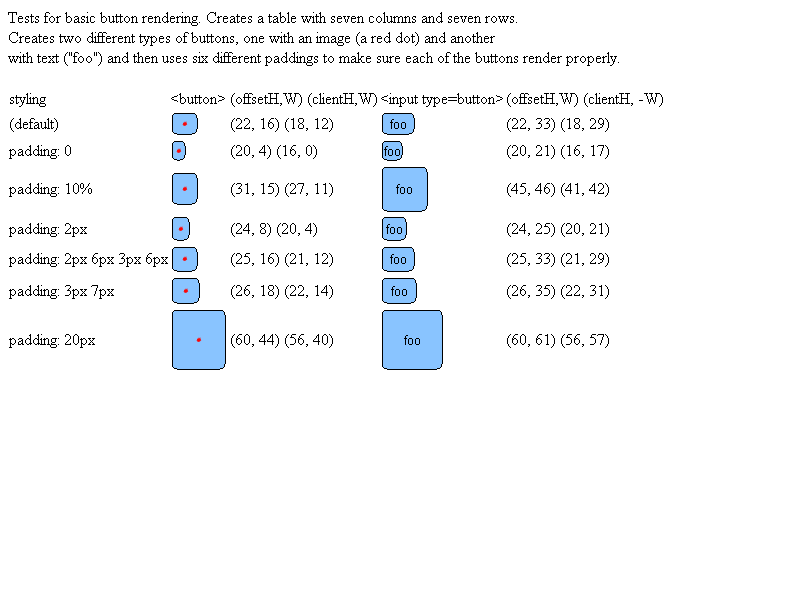 Tests for basic button rendering. Creates a table with seven columns and seven rows.
Creates two different types of buttons, one with an image (a red dot) and another
with text ("foo") and then uses six different paddings to make sure each of the buttons render properly.
styling <button> (offsetH,W) (clientH,W) <input type=button> (offsetH,W) (clientH, -W)
(default) (22, 16) (18, 12) foo (22, 33) (18, 29)
padding: 0 (20, 4) (16, 0) foo (20, 21) (16, 17)
padding: 10% (31, 15) (27, 11) foo (45, 46) (41, 42)
padding: 2px (24, 8) (20, 4) foo (24, 25) (20, 21)
padding: 2px 6px 3px 6px (25, 16) (21, 12) foo (25, 33) (21, 29)
padding: 3px 7px (26, 18) (22, 14) foo (26, 35) (22, 31)
padding: 20px (60, 44) (56, 40) foo (60, 61) (56, 57)